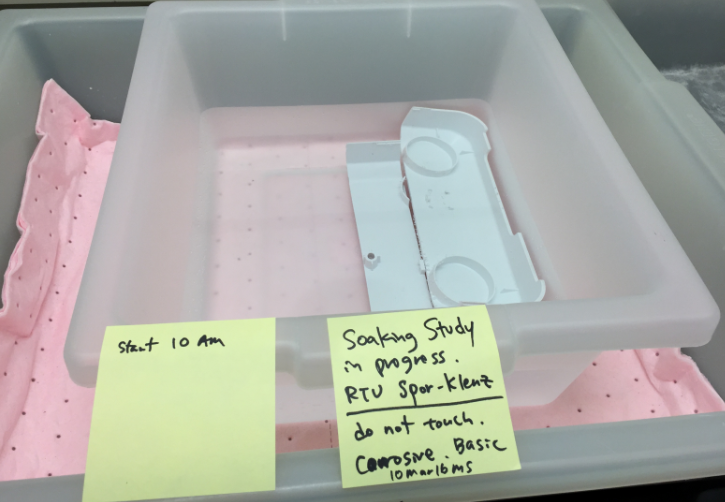 Start 10 Am
Soaking Study
in progress.
RTU Spor-Klenz
do not touch.
Corrosive. Basic
10mar16 ms